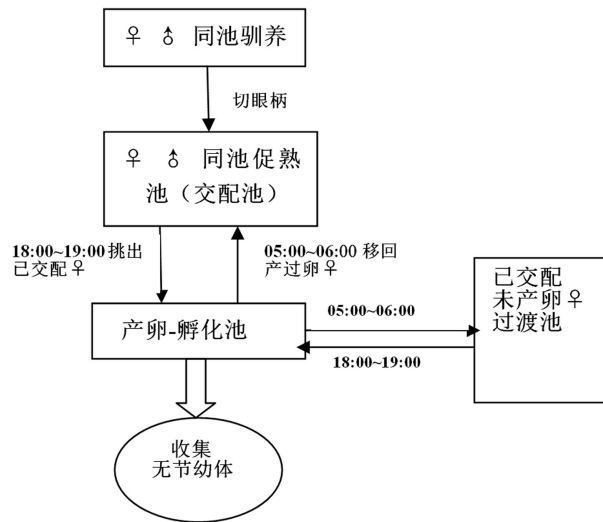 ♀ ♂ 同池驯养
切眼柄
♀ ♂ 同池促熟
池（交配池）
18:00~19:00 挑出
已交配♀
05:00~06:00 移回
产过卵♀
已交配
未产卵♀
过渡池
05:00~06:00
产卵-孵化池
18:00~19:00
收集
无节幼体